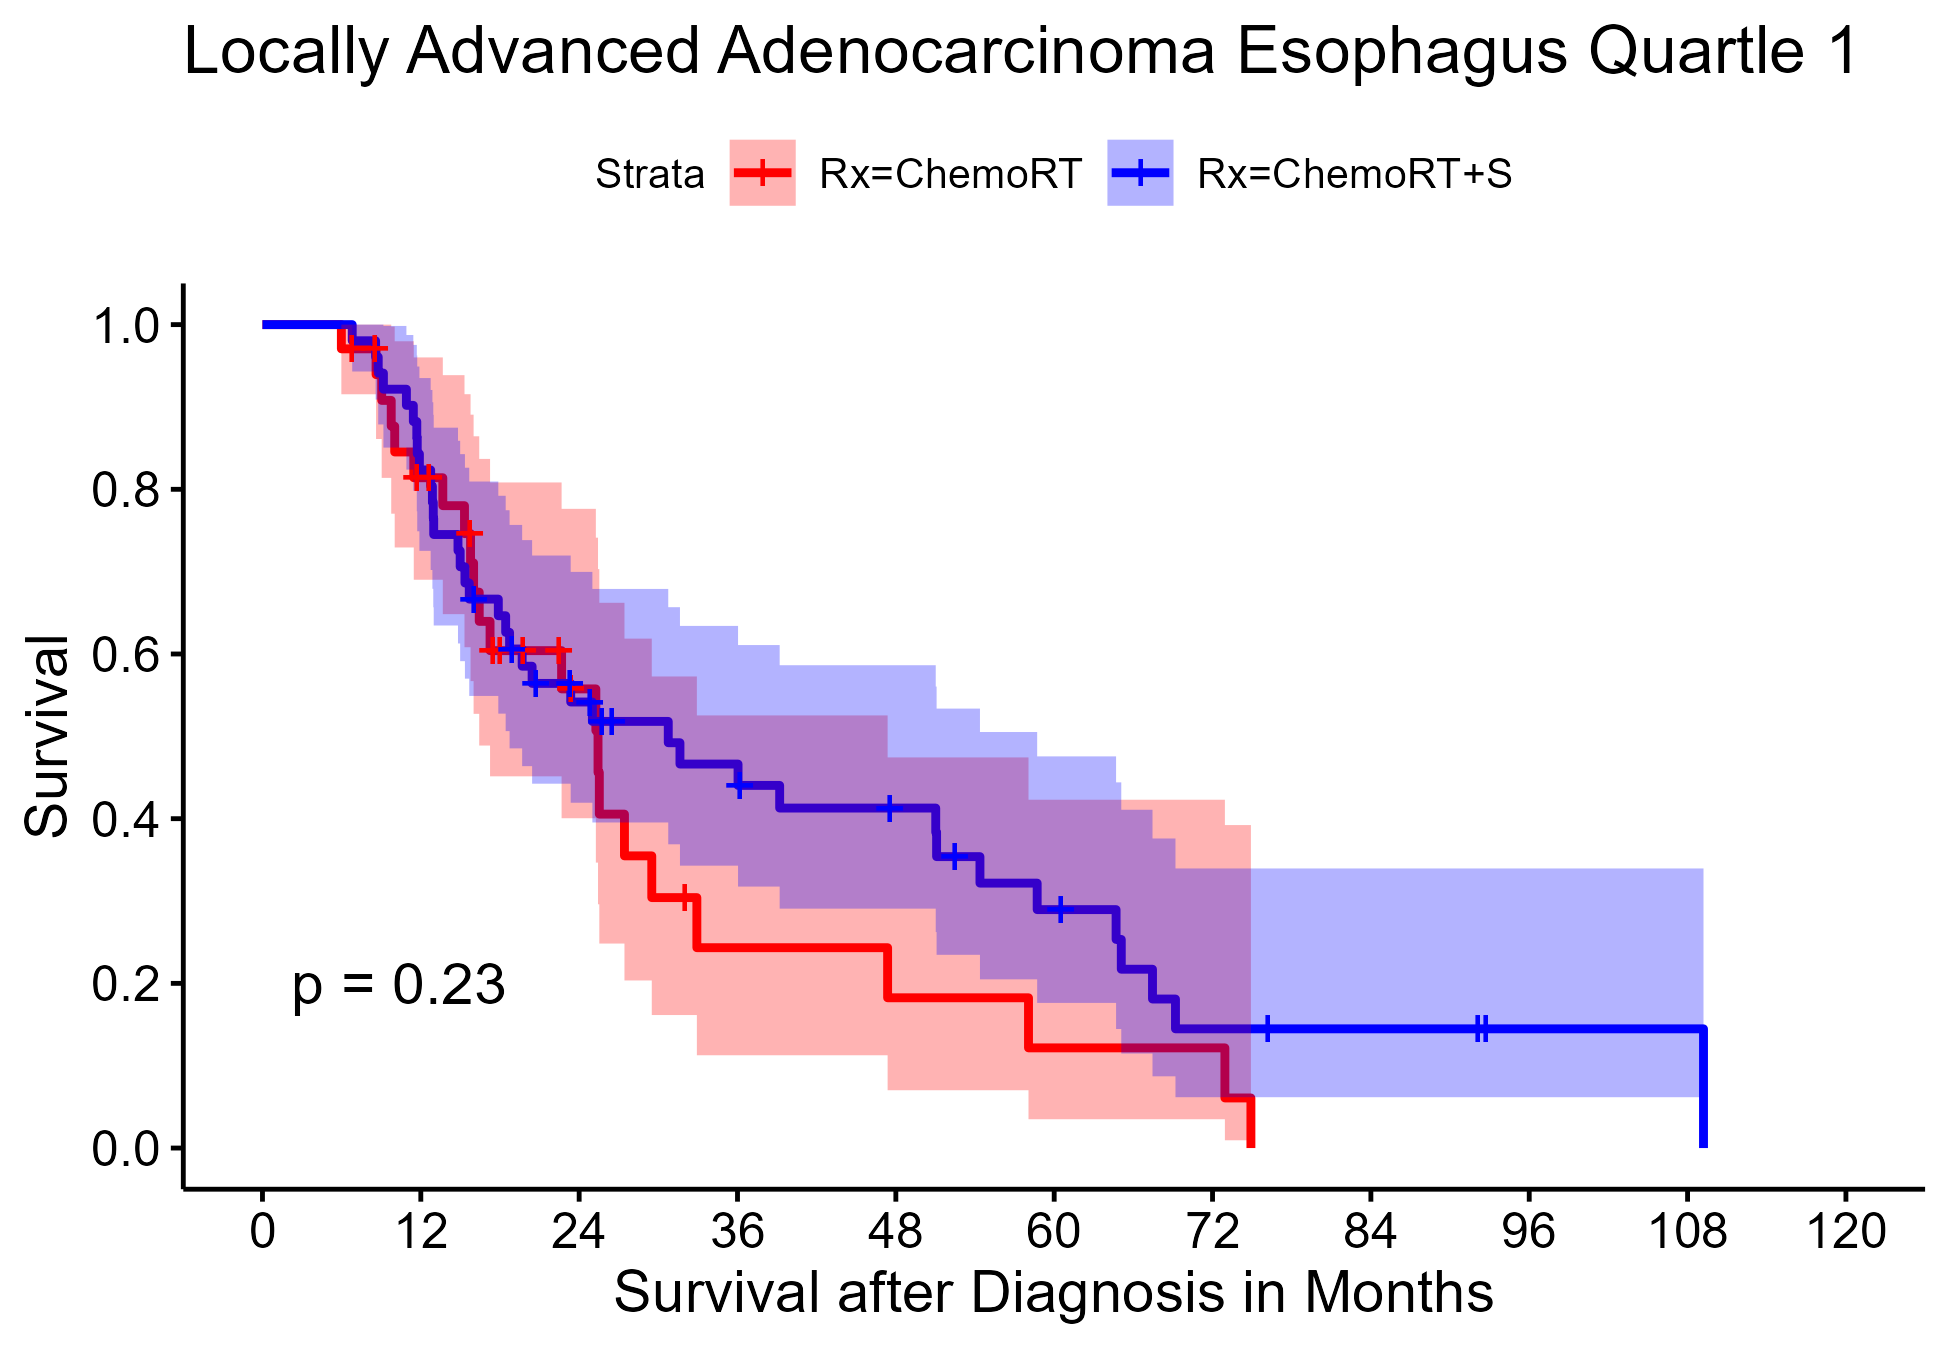 Locally Advanced Adenocarcinoma Esophagus Quartle 1
Strata Rx=ChemoRT Rx=ChemoRT+S
Survival
1.0
0.8
0.6
0.4
0.2
0.0
p = 0.23
0 12 24 36 48 60 72 84 96 108 120
Survival after Diagnosis in Months